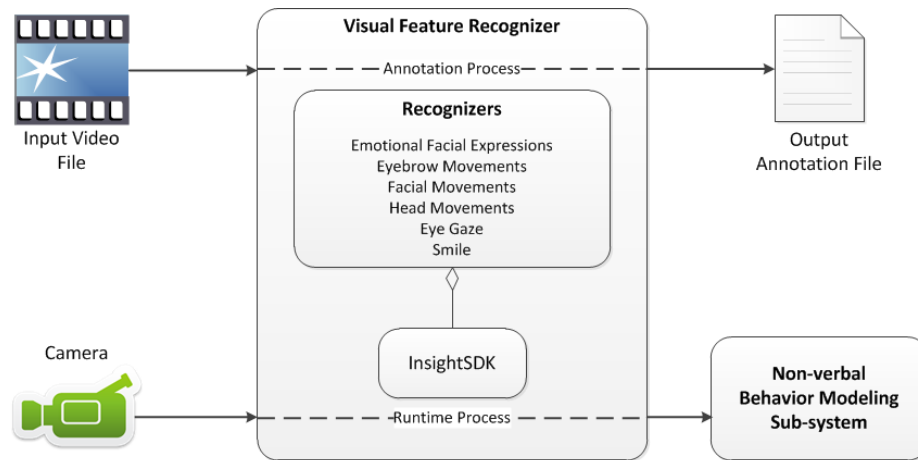 Visual Feature Recognizer
Annotation Process
Input Video
File
Recognizers
Emotional Facial Expressions
Eyebrow Movements
Facial Movements
Head Movements
Eye Gaze
Smile
Output
Annotation File
InsightSDK
Camera
Runtime Process
Non-verbal
Behavior Modeling
Sub-system